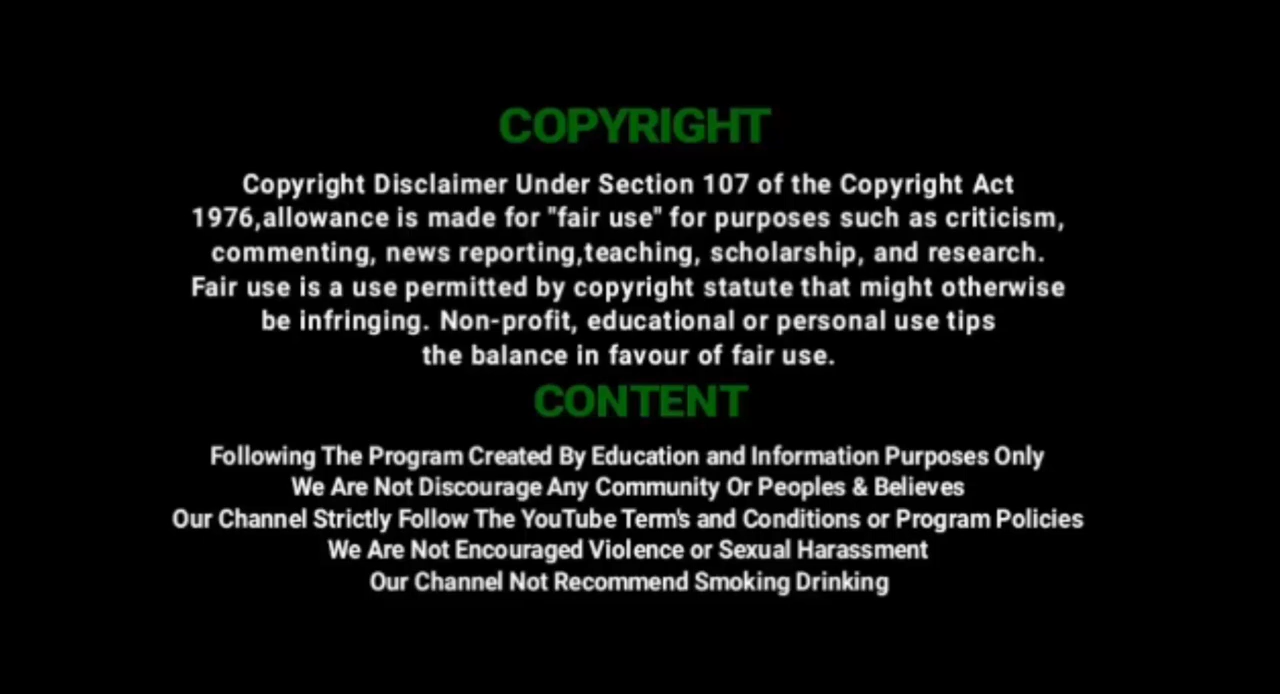 COPYRIGHT
Copyright Disclaimer Under Section 107 of the Copyright Act
1976,allowance is made for "fair use" for purposes such as criticism,
commenting, news reporting,teaching, scholarship, and research.
Fair use is a use permitted by copyright statute that might otherwise
be infringing. Non-profit, educational or personal use tips
the balance in favour of fair use.
CONTENT
Following The Program Created By Education and Information Purposes Only
We Are Not Discourage Any Community Or Peoples & Believes
Our Channel Strictly Follow The YouTube Term's and Conditions or Program Policies
We Are Not Encouraged Violence or Sexual Harassment
Our Channel Not Recommend Smoking Drinking